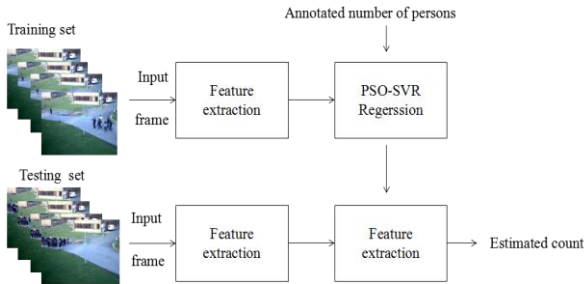 Annotated number of persons
Training set
Input
frame
Feature
extraction
PSO-SVR
Regerssion
Testing set
Input
frame
Feature
extraction
Feature
extraction
Estimated count